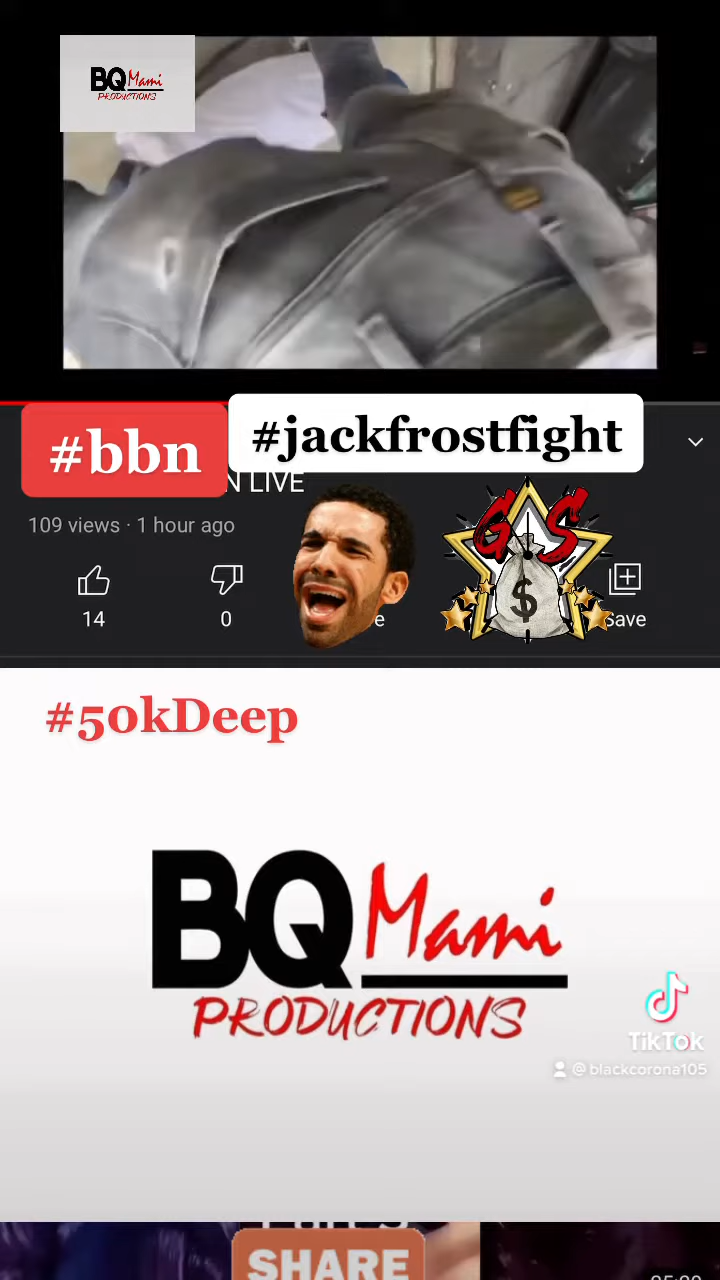 BQ Mami
PRODUCTIONS
#bbn
#jackfrostfight
N LIVE
109 views · 1 hour ago
14
0
e
Save
G S
$
#50kDeep
BQ Mami
PRODUCTIONS
TikTok
@blackcorona105
SHARE